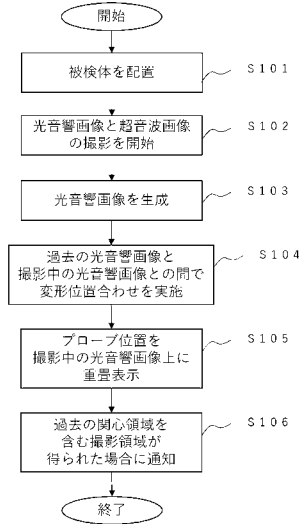 開始
被検体を配置
S101
光音響画像と超音波画像
の撮影を開始
S102
光音響画像を生成
S103
過去の光音響画像と
撮影中の光音響画像との間で
変形位置合わせを実施
S104
プローブ位置を
撮影中の光音響画像上に
重畳表示
S105
過去の関心領域を
含む撮影領域が
得られた場合に通知
S106
終了